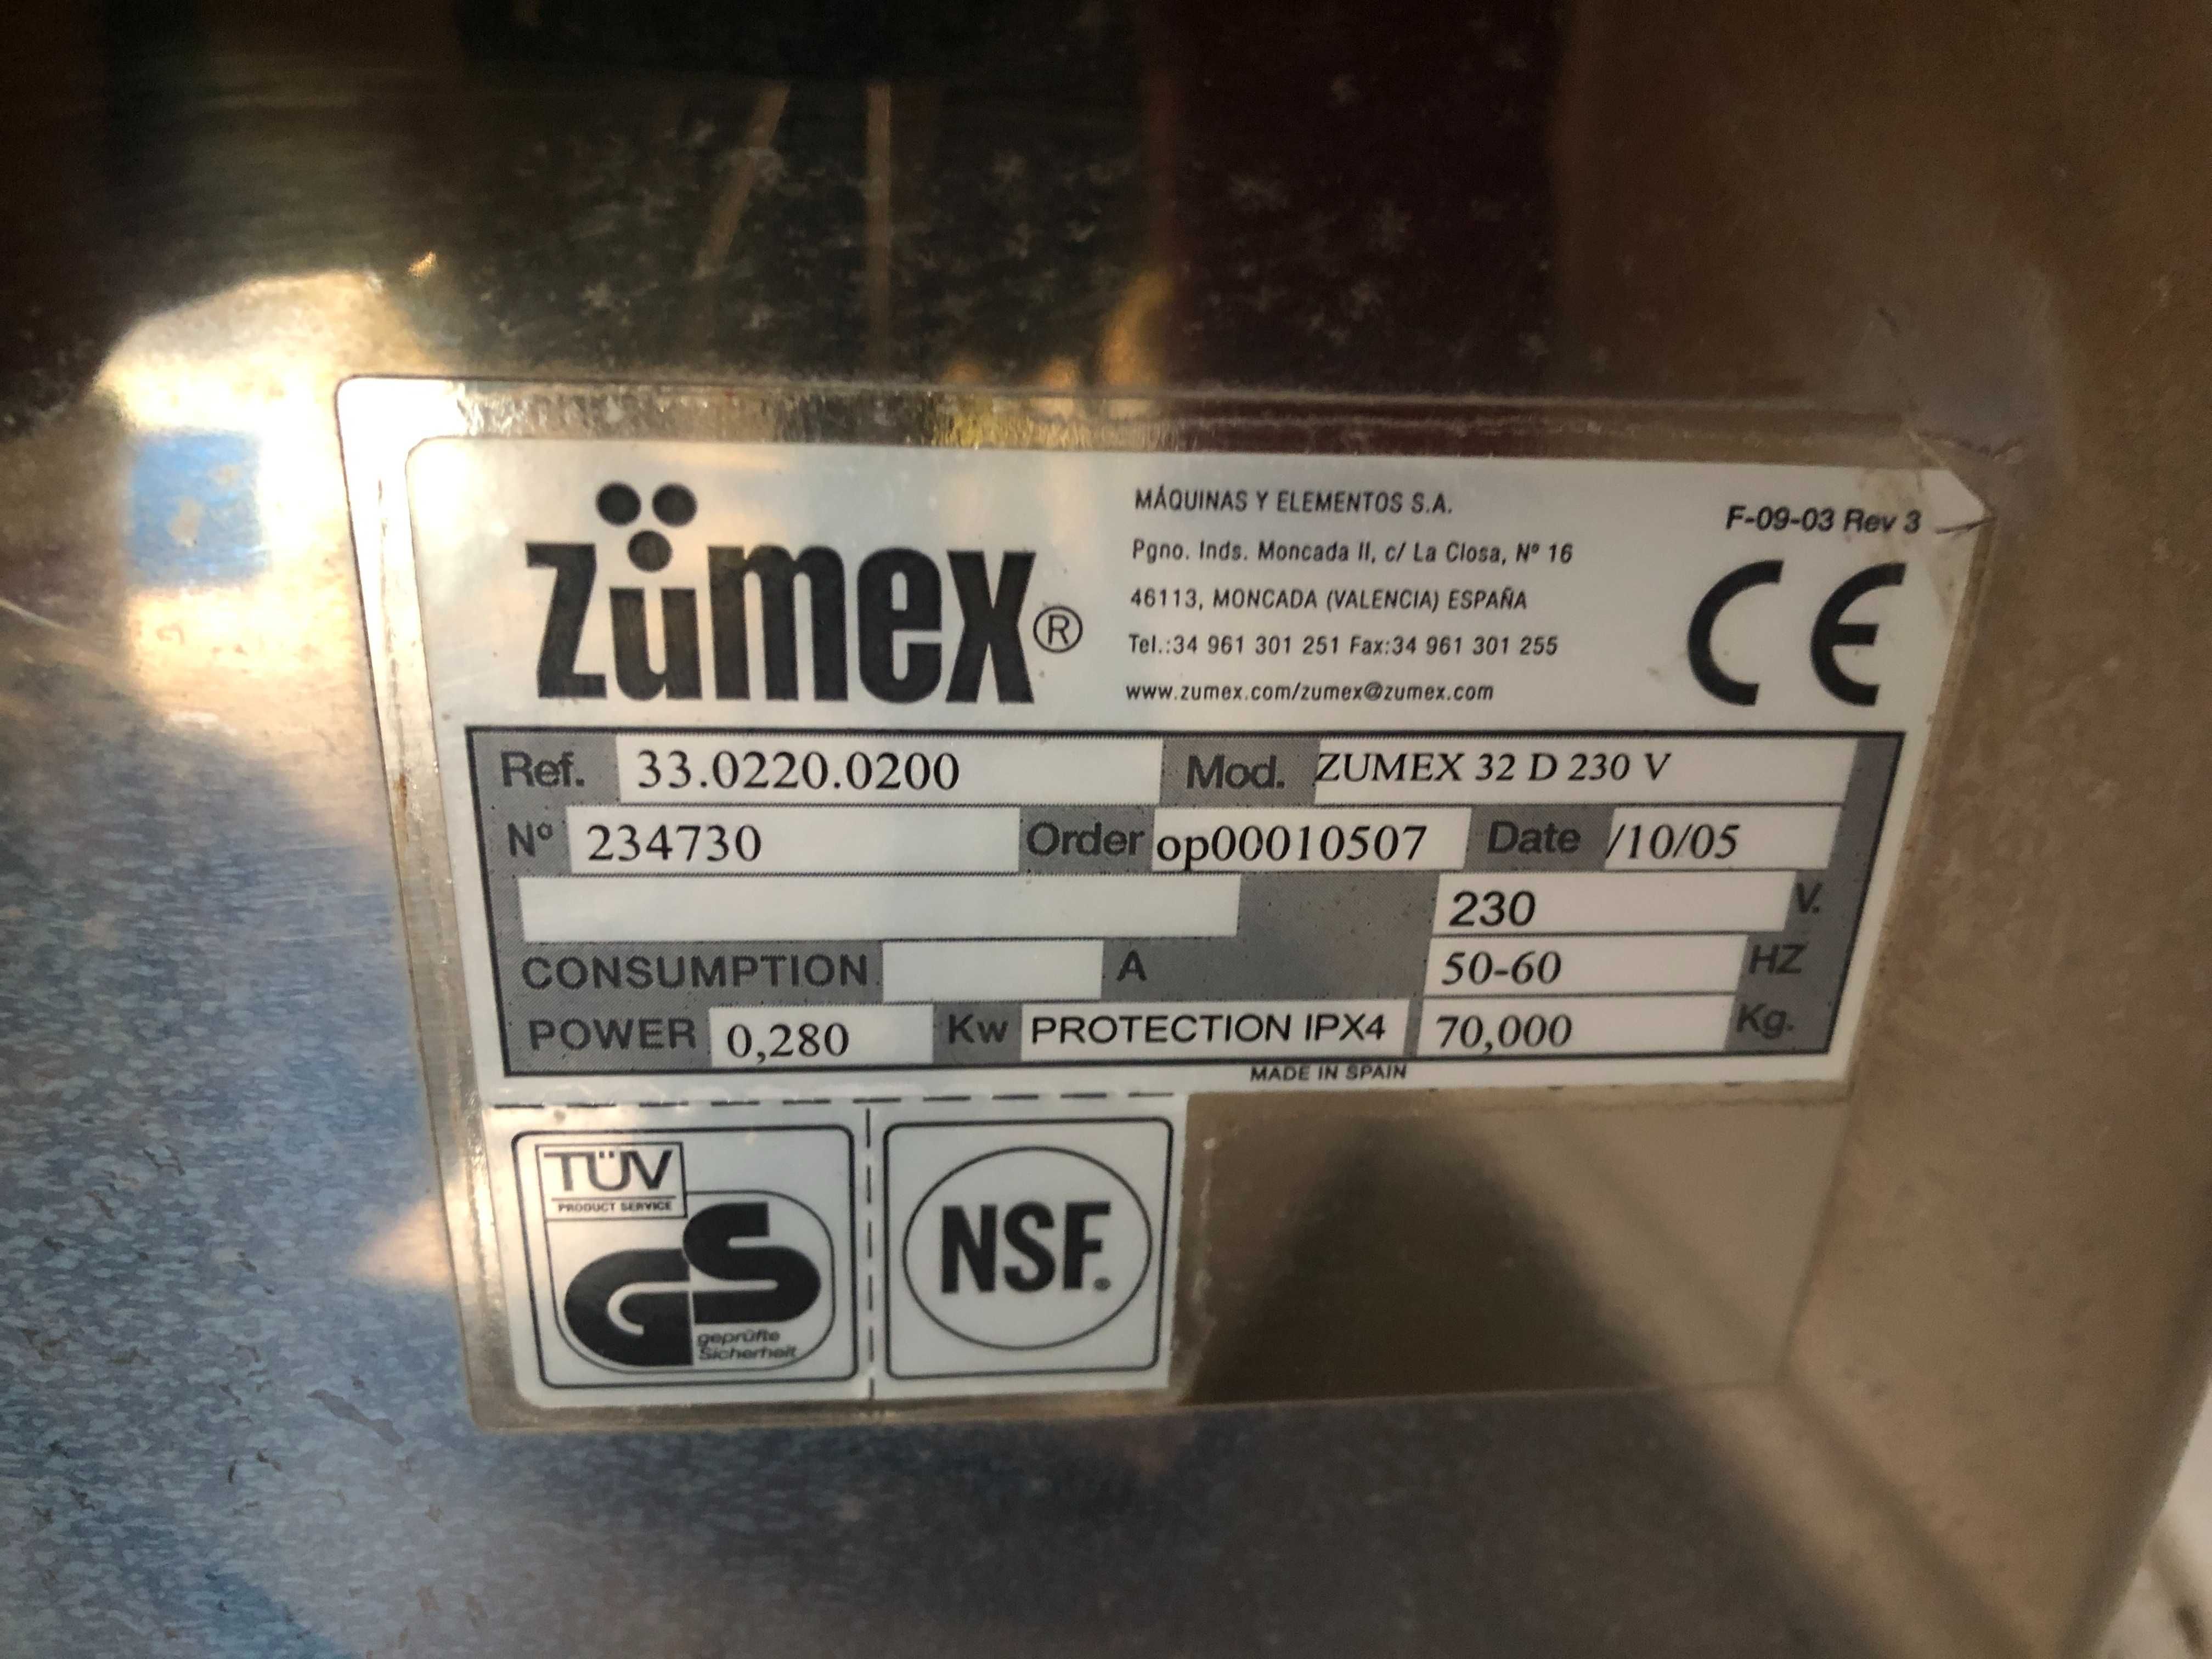 zümex®
MÁQUINAS Y ELEMENTOS S.A.
Pgno. Inds. Moncada II, c/ La Closa, Nº 16
46113, MONCADA (VALENCIA) ESPAÑA
Tel.:34 961 301 251 Fax:34 961 301 255
www.zumex.com/zumex@zumex.com
F-09-03 Rev 3
CE
Ref. 33.0220.0200 Mod. ZUMEX 32 D 230 V
Nº 234730 Order op00010507 Date /10/05
230 V.
CONSUMPTION A 50-60 HZ
POWER 0,280 Kw PROTECTION IPX4 70,000 Kg.
MADE IN SPAIN
TÜV
PRODUCT SERVICE
GS
geprüfte
Sicherheit
NSF®